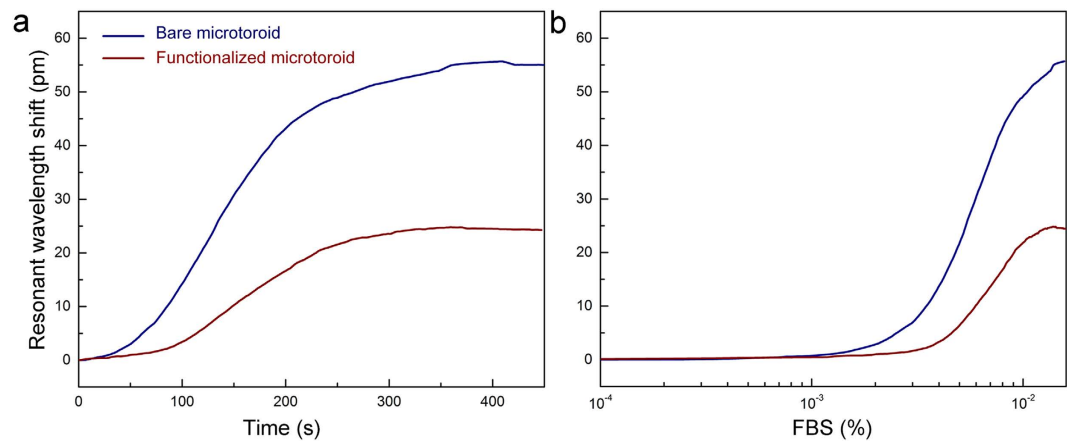 a
Bare microtoroid
Functionalized microtoroid
Resonant wavelength shift (pm)
60
50
40
30
20
10
0
0 100 200 300 400
Time (s)
b
60
50
40
30
20
10
0
10-4 10-3 10-2
FBS (%)